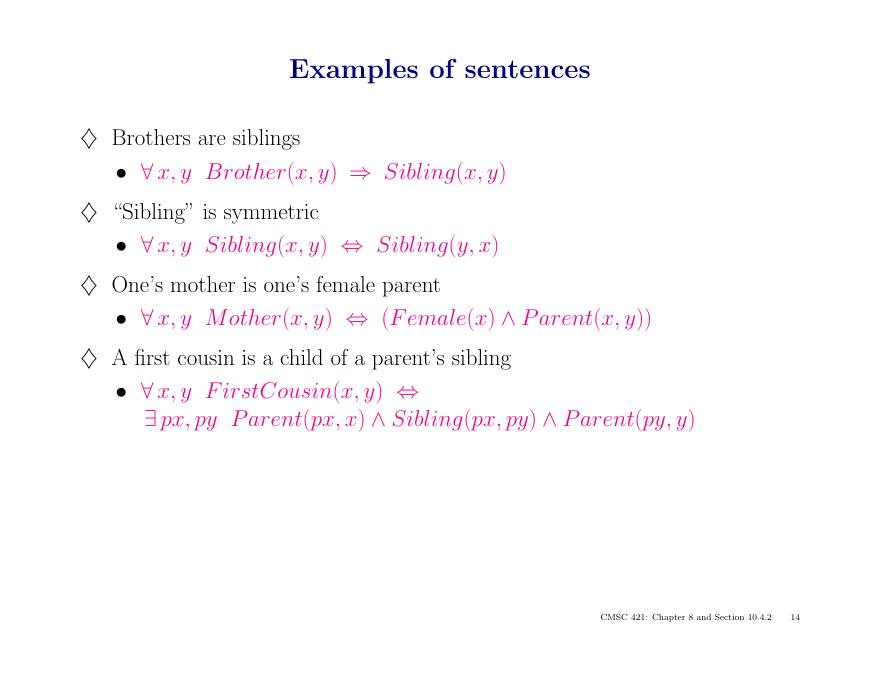 Examples of sentences
♢ Brothers are siblings
• ∀ x, y Brother(x, y) ⇒ Sibling(x, y)
♢ “Sibling” is symmetric
• ∀ x, y Sibling(x, y) ⇔ Sibling(y, x)
♢ One’s mother is one’s female parent
• ∀ x, y Mother(x, y) ⇔ (Female(x) ∧ Parent(x, y))
♢ A first cousin is a child of a parent’s sibling
• ∀ x, y FirstCousin(x, y) ⇔
∃ px, py Parent(px, x) ∧ Sibling(px, py) ∧ Parent(py, y)
CMSC 421: Chapter 8 and Section 10.4.2 14